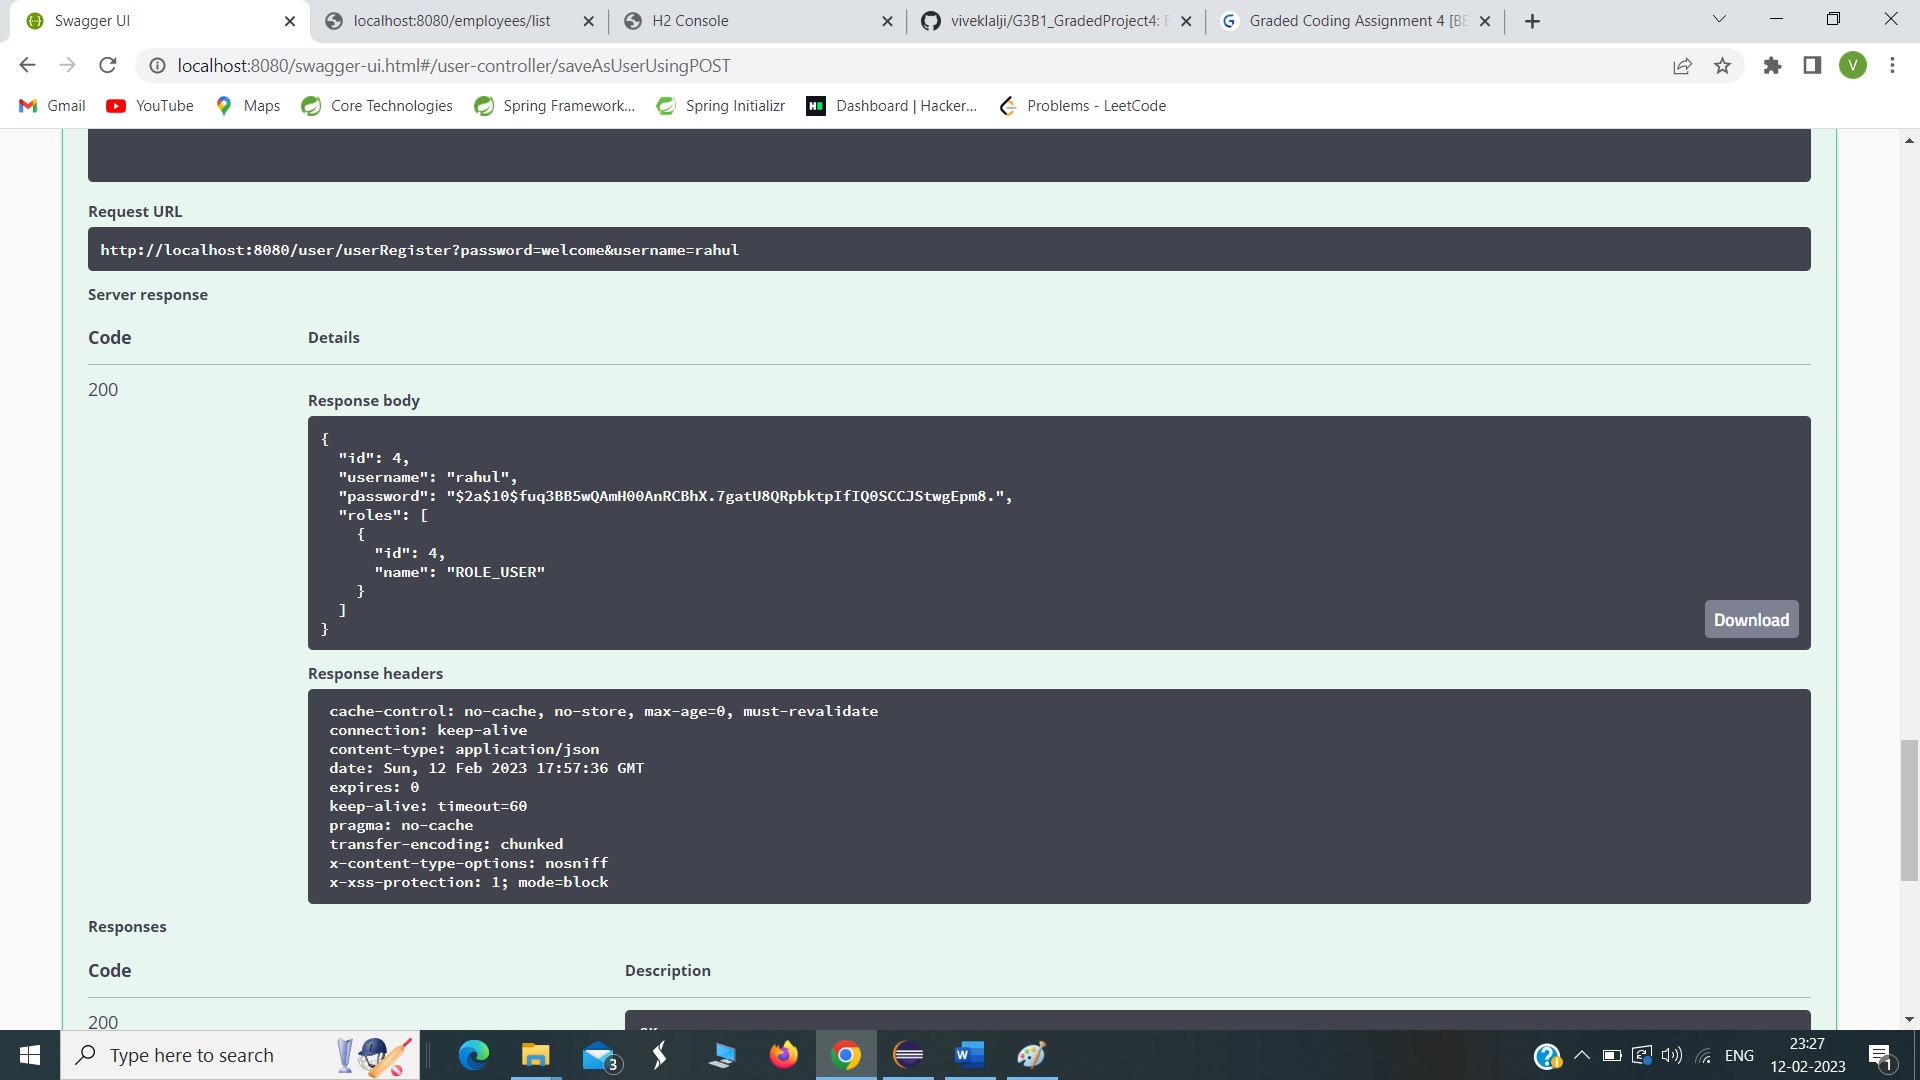 Swagger UI
localhost:8080/employees/list
H2 Console
viveklalji/G3B1_GradedProject4: E
Graded Coding Assignment 4 [BE
localhost:8080/swagger-ui.html#/user-controller/saveAsUserUsingPOST
V
Gmail
YouTube
Maps
Core Technologies
Spring Framework...
Spring Initializr
Dashboard | Hacker...
Problems - LeetCode
Request URL
http://localhost:8080/user/userRegister?password=welcome&username=rahul
Server response
Code Details
200
Response body
{
"id": 4,
"username": "rahul",
"password": "$2a$10$fuq3BB5wQAmH00AnRCBhX.7gatU8QRpbktpIfIQ0SCCJStwgEpm8.",
"roles": [
{
"id": 4,
"name": "ROLE_USER"
}
]
}
Download
Response headers
cache-control: no-cache, no-store, max-age=0, must-revalidate
connection: keep-alive
content-type: application/json
date: Sun, 12 Feb 2023 17:57:36 GMT
expires: 0
keep-alive: timeout=60
pragma: no-cache
transfer-encoding: chunked
x-content-type-options: nosniff
x-xss-protection: 1; mode=block
Responses
Code Description
200
Type here to search
3
ENG
23:27
12-02-2023
1